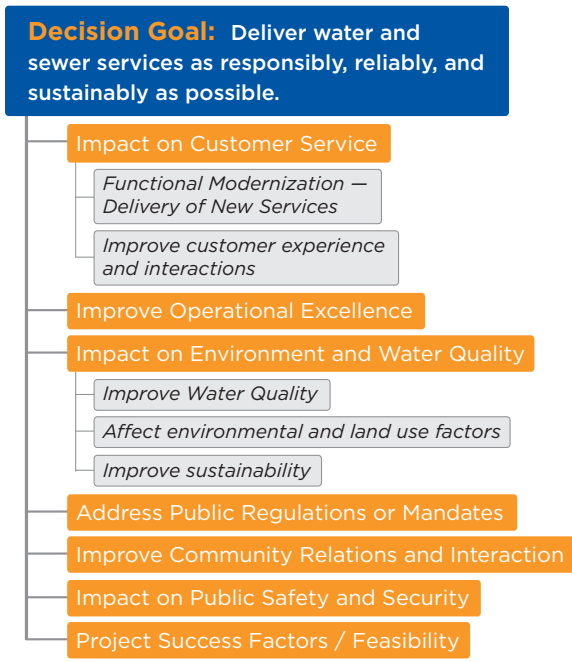 Decision Goal: Deliver water and
sewer services as responsibly, reliably, and
sustainably as possible.
Impact on Customer Service
Functional Modernization —
Delivery of New Services
Improve customer experience
and interactions
Improve Operational Excellence
Impact on Environment and Water Quality
Improve Water Quality
Affect environmental and land use factors
Improve sustainability
Address Public Regulations or Mandates
Improve Community Relations and Interaction
Impact on Public Safety and Security
Project Success Factors / Feasibility